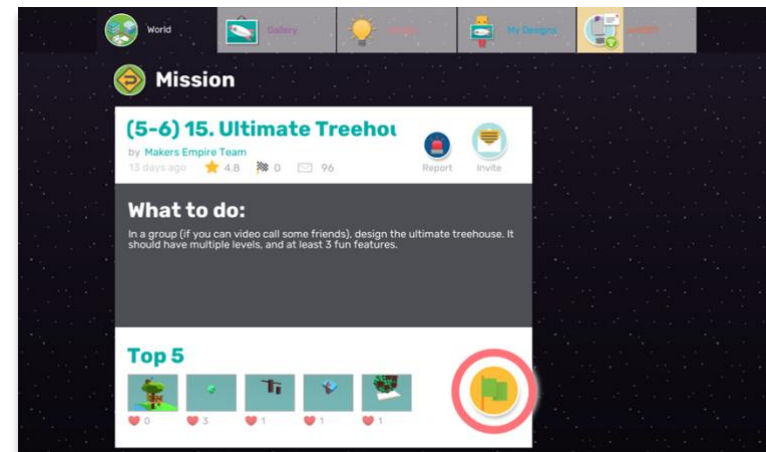 World
Gallery
My Designs
Mission
(5-6) 15. Ultimate Treehou
by Makers Empire Team
13 days ago 4.8 0 96
Report Invite
What to do:
In a group (if you can video call some friends), design the ultimate treehouse. It
should have multiple levels, and at least 3 fun features.
Top 5
0 3 1 1 1